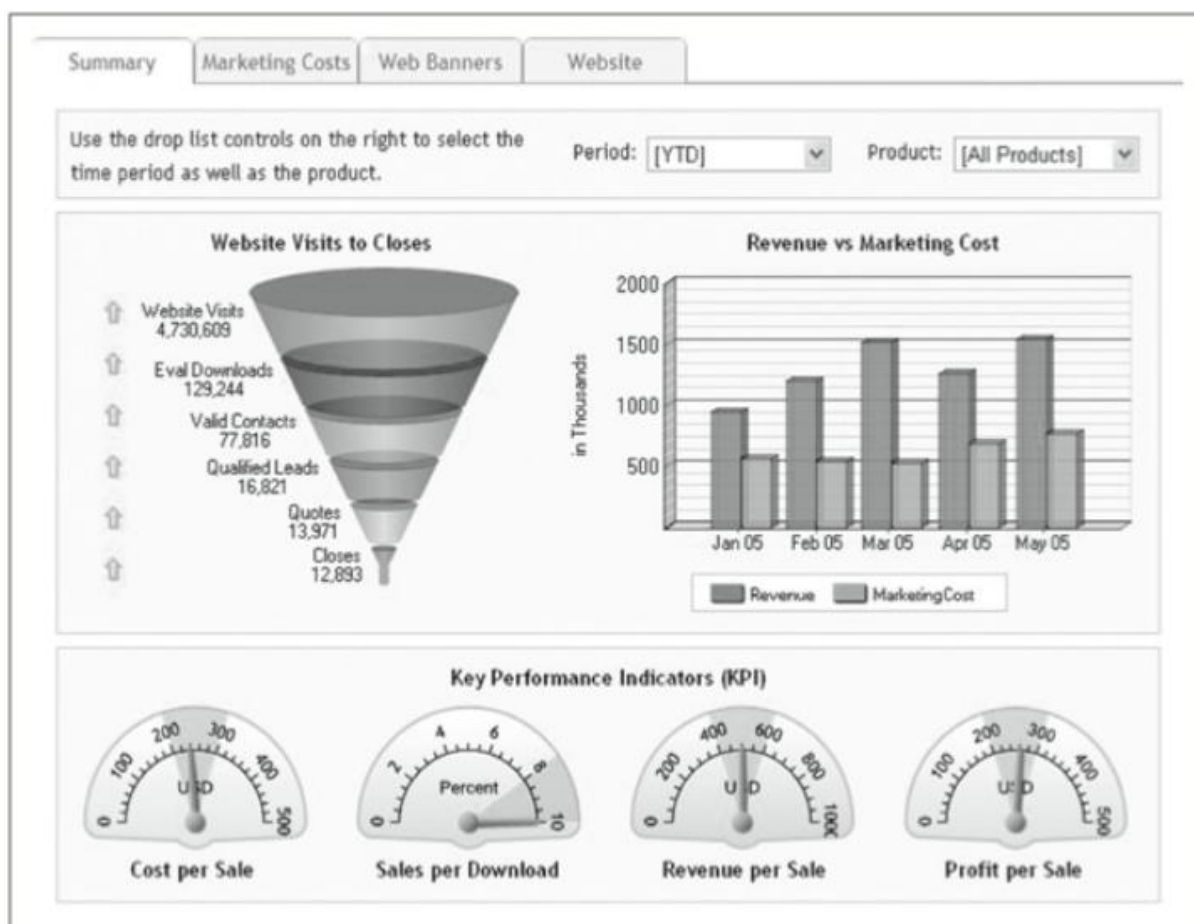 Summary
Marketing Costs
Web Banners
Website
Use the drop list controls on the right to select the
time period as well as the product.
Period: [YTD]
Product: [All Products]
Website Visits to Closes
Website Visits
4,730,609
Eval Downloads
129,244
Valid Contacts
77,816
Qualified Leads
16,821
Quotes
13,971
Closes
12,893
Revenue vs Marketing Cost
in Thousands
2000
1500
1000
500
Jan 05 Feb 05 Mar 05 Apr 05 May 05
Revenue MarketingCost
Key Performance Indicators (KPI)
0 100 200 300 400 500
USD
Cost per Sale
0 2 4 6 8 10
Percent
Sales per Download
0 200 400 600 800 1000
USD
Revenue per Sale
0 100 200 300 400 500
USD
Profit per Sale